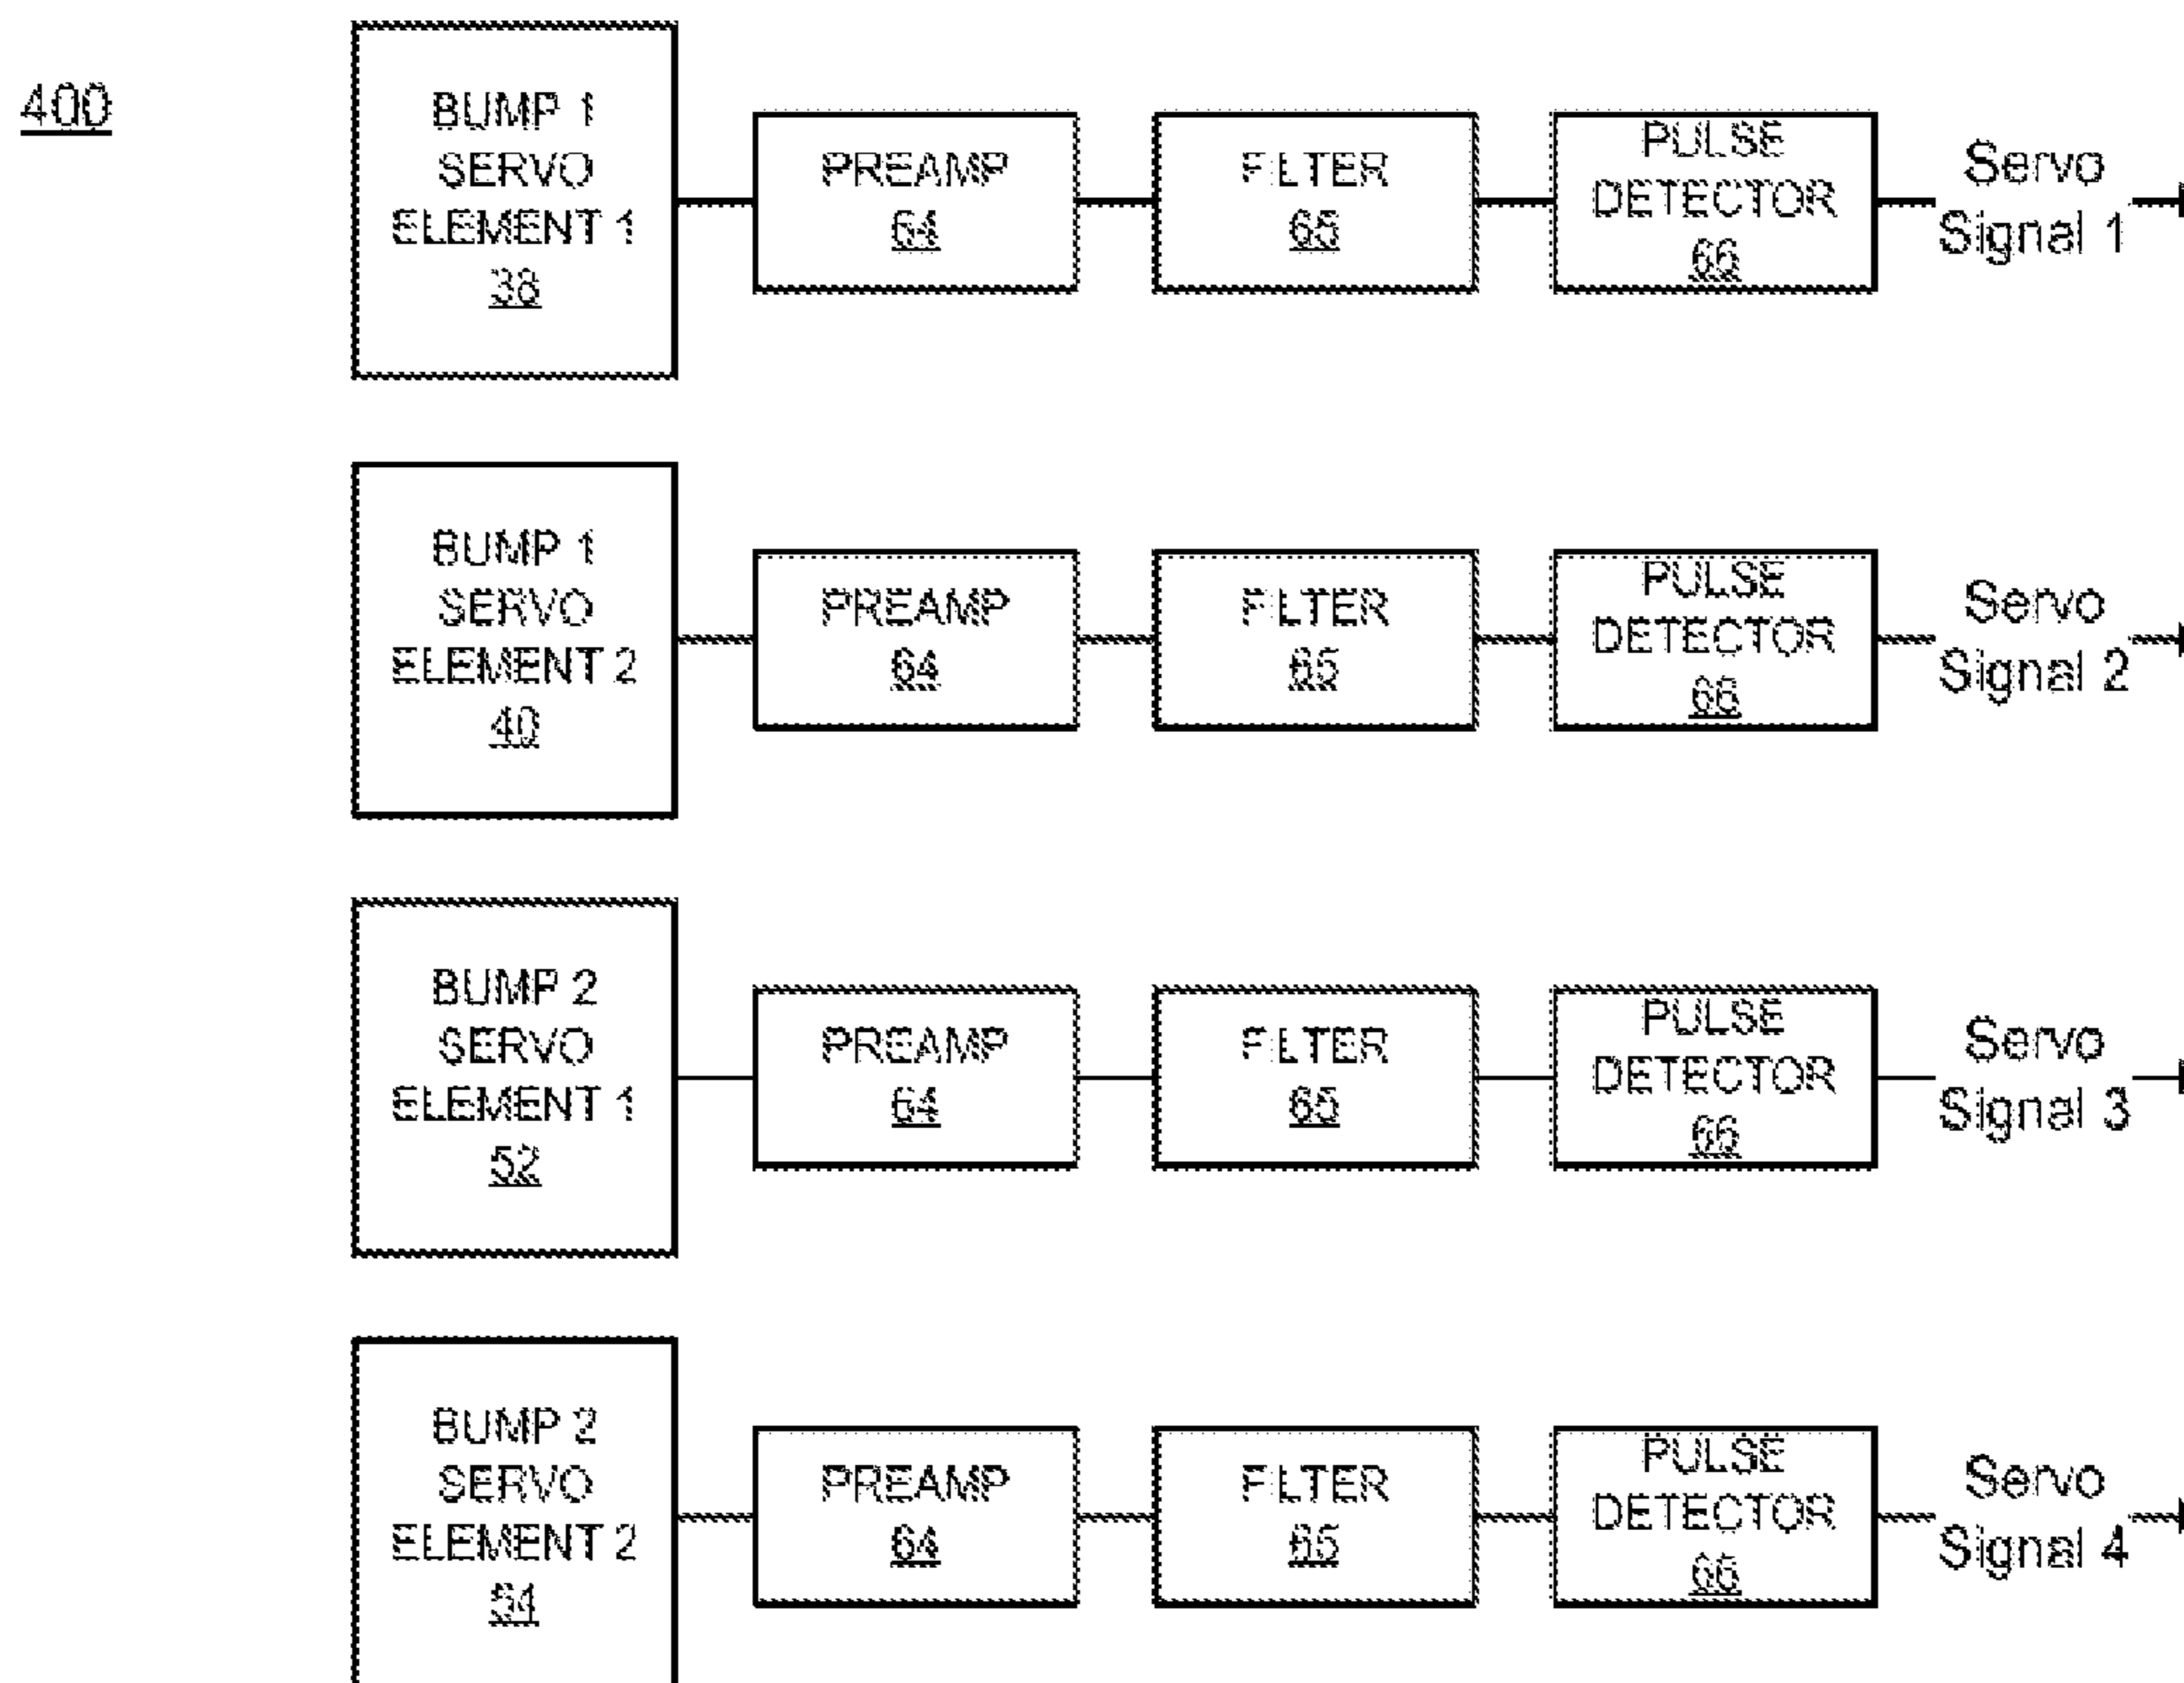 400
BUMP 1
SERVO
ELEMENT 1
38
PREAMP
64
FILTER
65
PULSE
DETECTOR
66
Servo
Signal 1
BUMP 1
SERVO
ELEMENT 2
40
PREAMP
64
FILTER
65
PULSE
DETECTOR
66
Servo
Signal 2
BUMP 2
SERVO
ELEMENT 1
52
PREAMP
64
FILTER
65
PULSE
DETECTOR
66
Servo
Signal 3
BUMP 2
SERVO
ELEMENT 2
54
PREAMP
64
FILTER
65
PULSE
DETECTOR
66
Servo
Signal 4